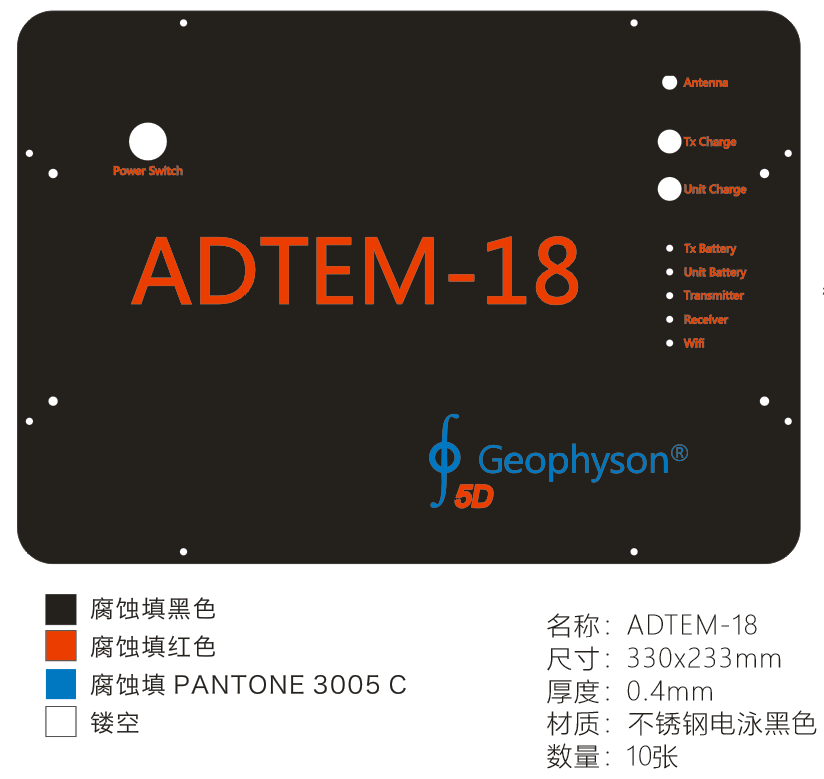 Antenna
Power Switch
Tx Charge
Unit Charge
ADTEM-18
Tx Battery
Unit Battery
Transmitter
Receiver
Wifi
Geophyson®
5D
腐蚀填黑色
腐蚀填红色
腐蚀填 PANTONE 3005 C
镂空
名称：ADTEM-18
尺寸：330x233mm
厚度：0.4mm
材质：不锈钢电泳黑色
数量：10张